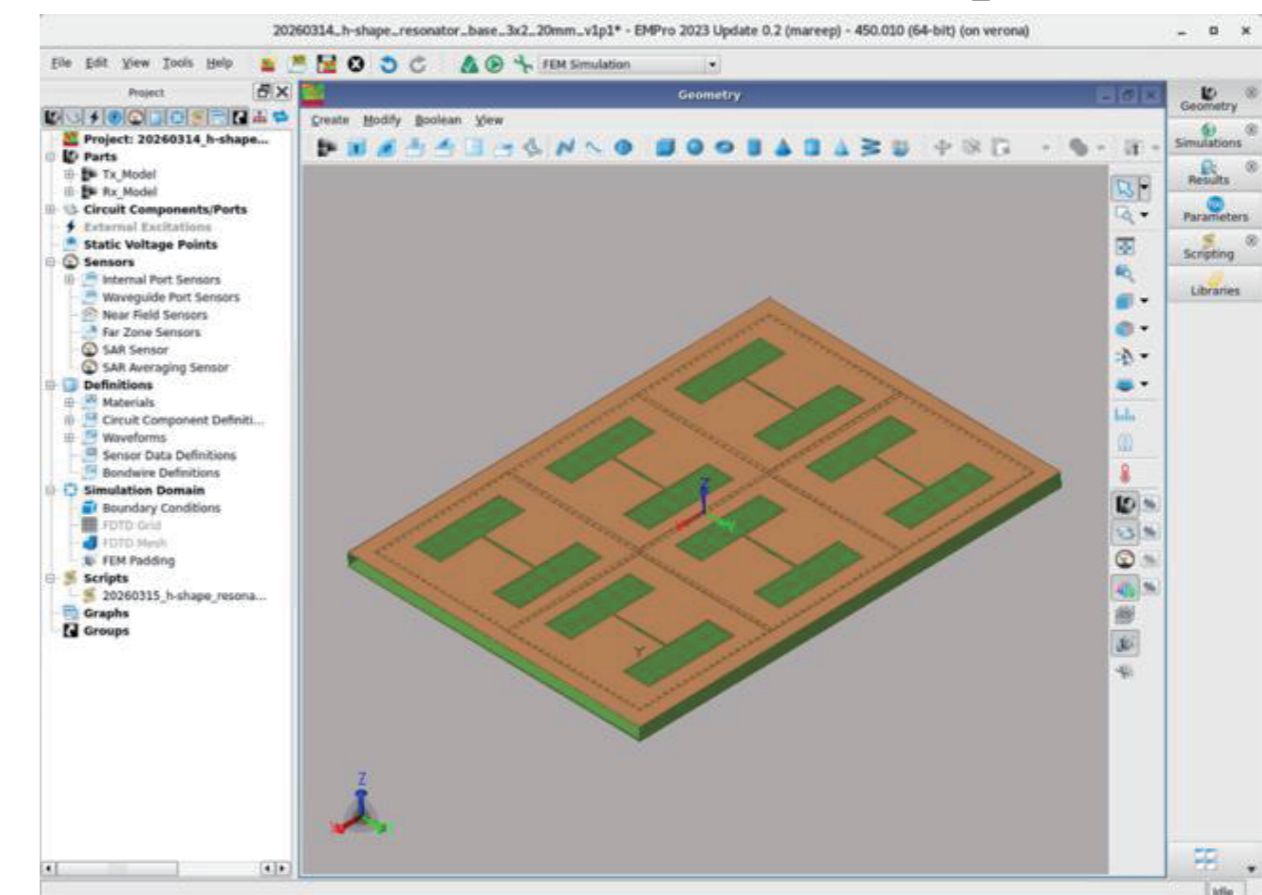 20260314_h-shape_resonator_base_3x2_20mm_v1p1* - EMPro 2023 Update 0.2 (mareep) - 450.010 (64-bit) (on verona)
File Edit View Tools Help
FEM Simulation
Project
Project: 20260314_h-shape...
Parts
Tx_Model
Rx_Model
Circuit Components/Ports
External Excitations
Static Voltage Points
Sensors
Internal Port Sensors
Waveguide Port Sensors
Near Field Sensors
Far Zone Sensors
SAR Sensor
SAR Averaging Sensor
Definitions
Materials
Circuit Component Definiti...
Waveforms
Sensor Data Definitions
Bondwire Definitions
Simulation Domain
Boundary Conditions
FDTD Grid
FDTD Mesh
FEM Padding
Scripts
20260315_h-shape_resona...
Graphs
Groups
Geometry
Create Modify Boolean View
Z
Y
Z
Geometry
Simulations
Results
Parameters
Scripting
Libraries
Idle